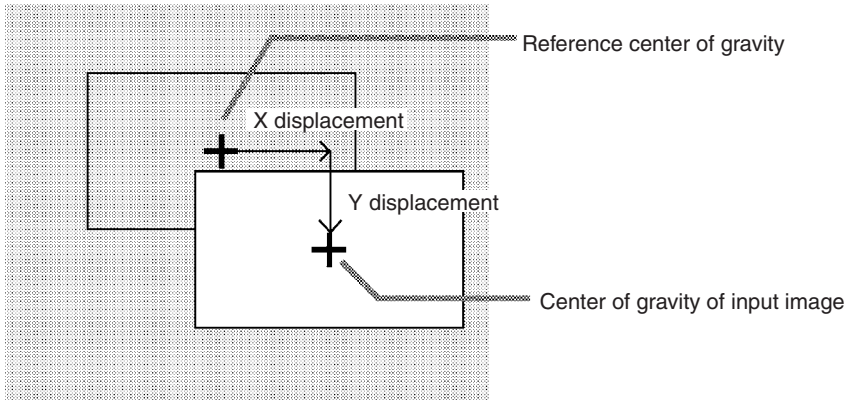 Reference center of gravity
X displacement
Y displacement
Center of gravity of input image